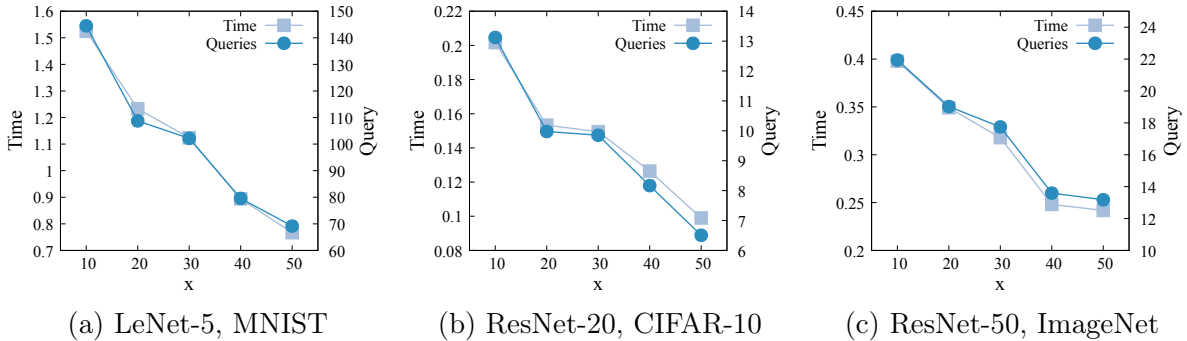 1.6
1.5
1.4
1.3
1.2
1.1
1
0.9
0.8
0.7
Time
150
140
130
120
110
100
90
80
70
60
Query
Time
Queries
10 20 30 40 50
x
(a) LeNet-5, MNIST
0.22
0.2
0.18
0.16
0.14
0.12
0.1
0.08
Time
14
13
12
11
10
9
8
7
6
Query
Time
Queries
10 20 30 40 50
x
(b) ResNet-20, CIFAR-10
0.45
0.4
0.35
0.3
0.25
0.2
Time
24
22
20
18
16
14
12
10
Query
Time
Queries
10 20 30 40 50
x
(c) ResNet-50, ImageNet